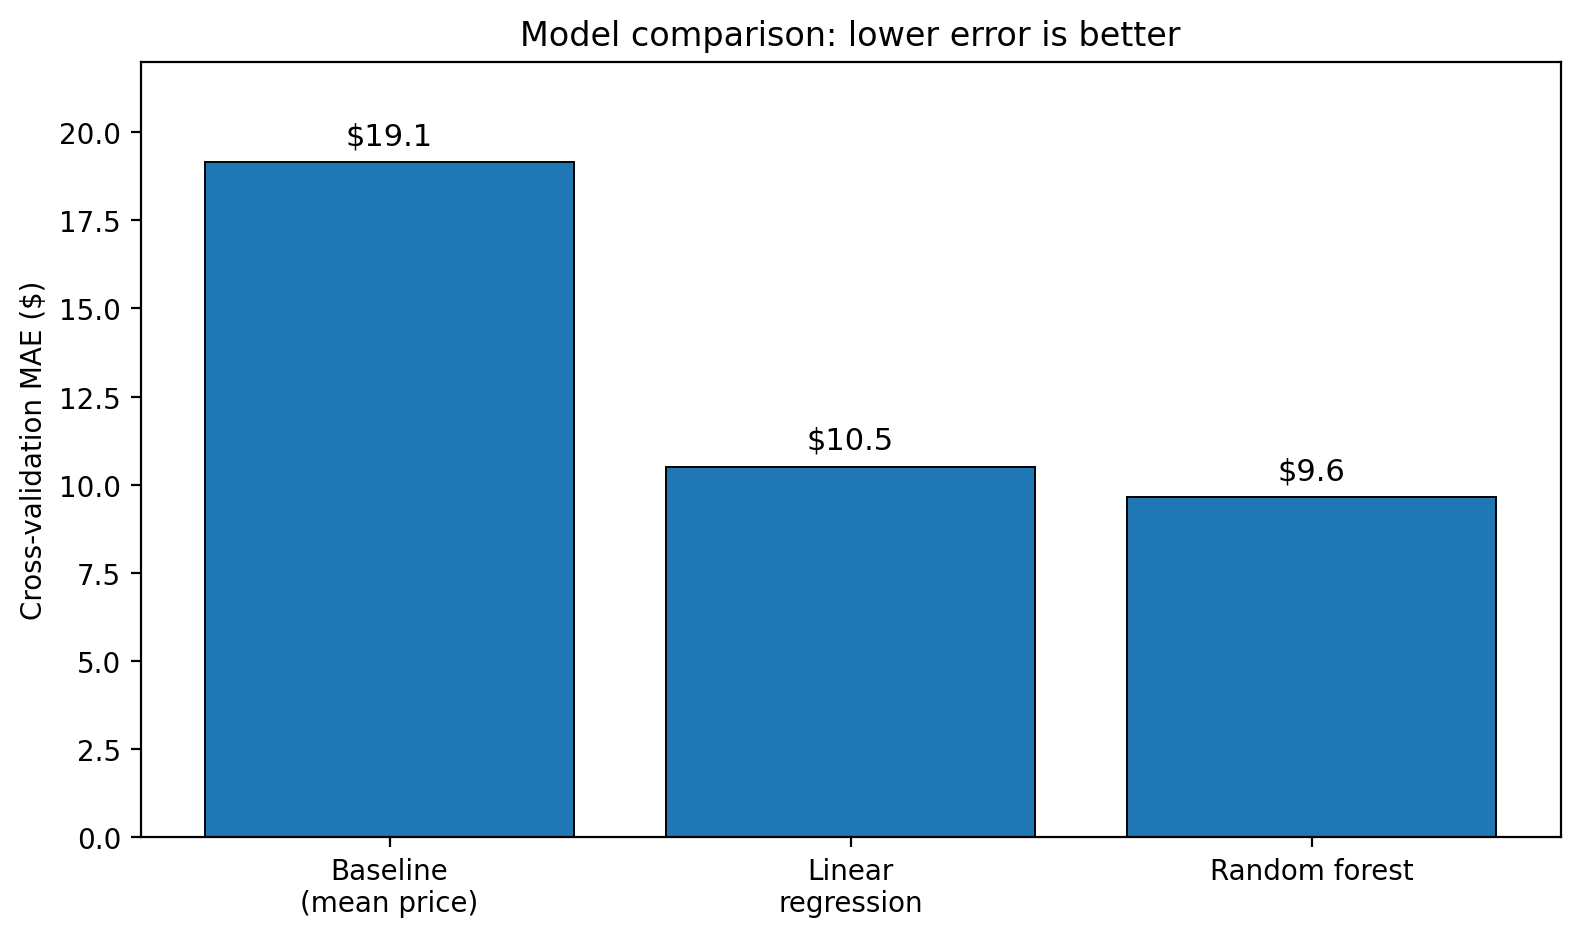 Model comparison: lower error is better
Cross-validation MAE ($)
20.0
17.5
15.0
12.5
10.0
7.5
5.0
2.5
0.0
$19.1
$10.5
$9.6
Baseline
(mean price)
Linear
regression
Random forest